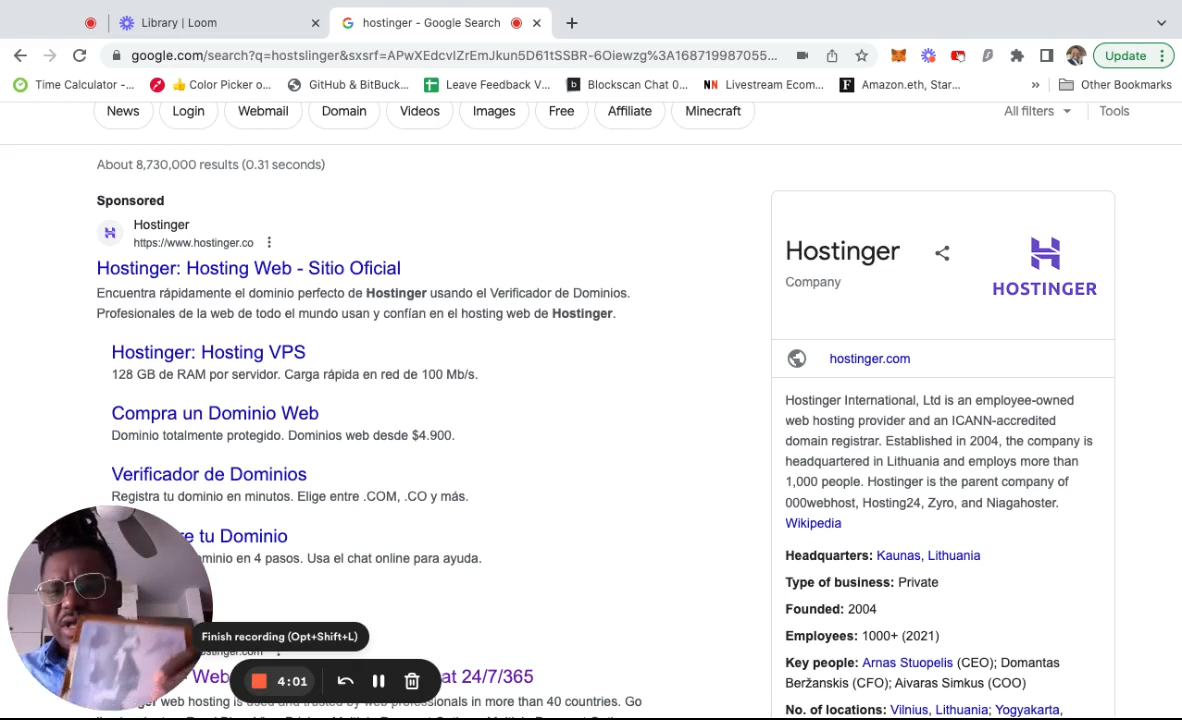 Library | Loom
hostinger - Google Search
google.com/search?q=hostslinger&sxsrf=APwXEdcvIZrEmJkun5D61tSSBR-6Oiewzg%3A168719987055...
Update
Time Calculator -...
👍 Color Picker o...
GitHub & BitBuck...
Leave Feedback V...
Blockscan Chat 0...
NN Livestream Ecom...
Amazon.eth, Star...
»
Other Bookmarks
News
Login
Webmail
Domain
Videos
Images
Free
Affiliate
Minecraft
All filters
Tools
About 8,730,000 results (0.31 seconds)
Sponsored
Hostinger
https://www.hostinger.co
Hostinger: Hosting Web - Sitio Oficial
Encuentra rápidamente el dominio perfecto de Hostinger usando el Verificador de Dominios.
Profesionales de la web de todo el mundo usan y confían en el hosting web de Hostinger.
Hostinger: Hosting VPS
128 GB de RAM por servidor. Carga rápida en red de 100 Mb/s.
Compra un Dominio Web
Dominio totalmente protegido. Dominios web desde $4.900.
Verificador de Dominios
Registra tu dominio en minutos. Elige entre .COM, .CO y más.
re tu Dominio
ominio en 4 pasos. Usa el chat online para ayuda.
Finish recording (Opt+Shift+L)
- Web
at 24/7/365
4:01
web hosting is used and trusted by web professionals in more than 40 countries. Go
Hostinger
Company
HOSTINGER
hostinger.com
Hostinger International, Ltd is an employee-owned
web hosting provider and an ICANN-accredited
domain registrar. Established in 2004, the company is
headquartered in Lithuania and employs more than
1,000 people. Hostinger is the parent company of
000webhost, Hosting24, Zyro, and Niagahoster.
Wikipedia
Headquarters: Kaunas, Lithuania
Type of business: Private
Founded: 2004
Employees: 1000+ (2021)
Key people: Arnas Stuopelis (CEO); Domantas
Beržanskis (CFO); Aivaras Simkus (COO)
No. of locations: Vilnius, Lithuania; Yogyakarta,